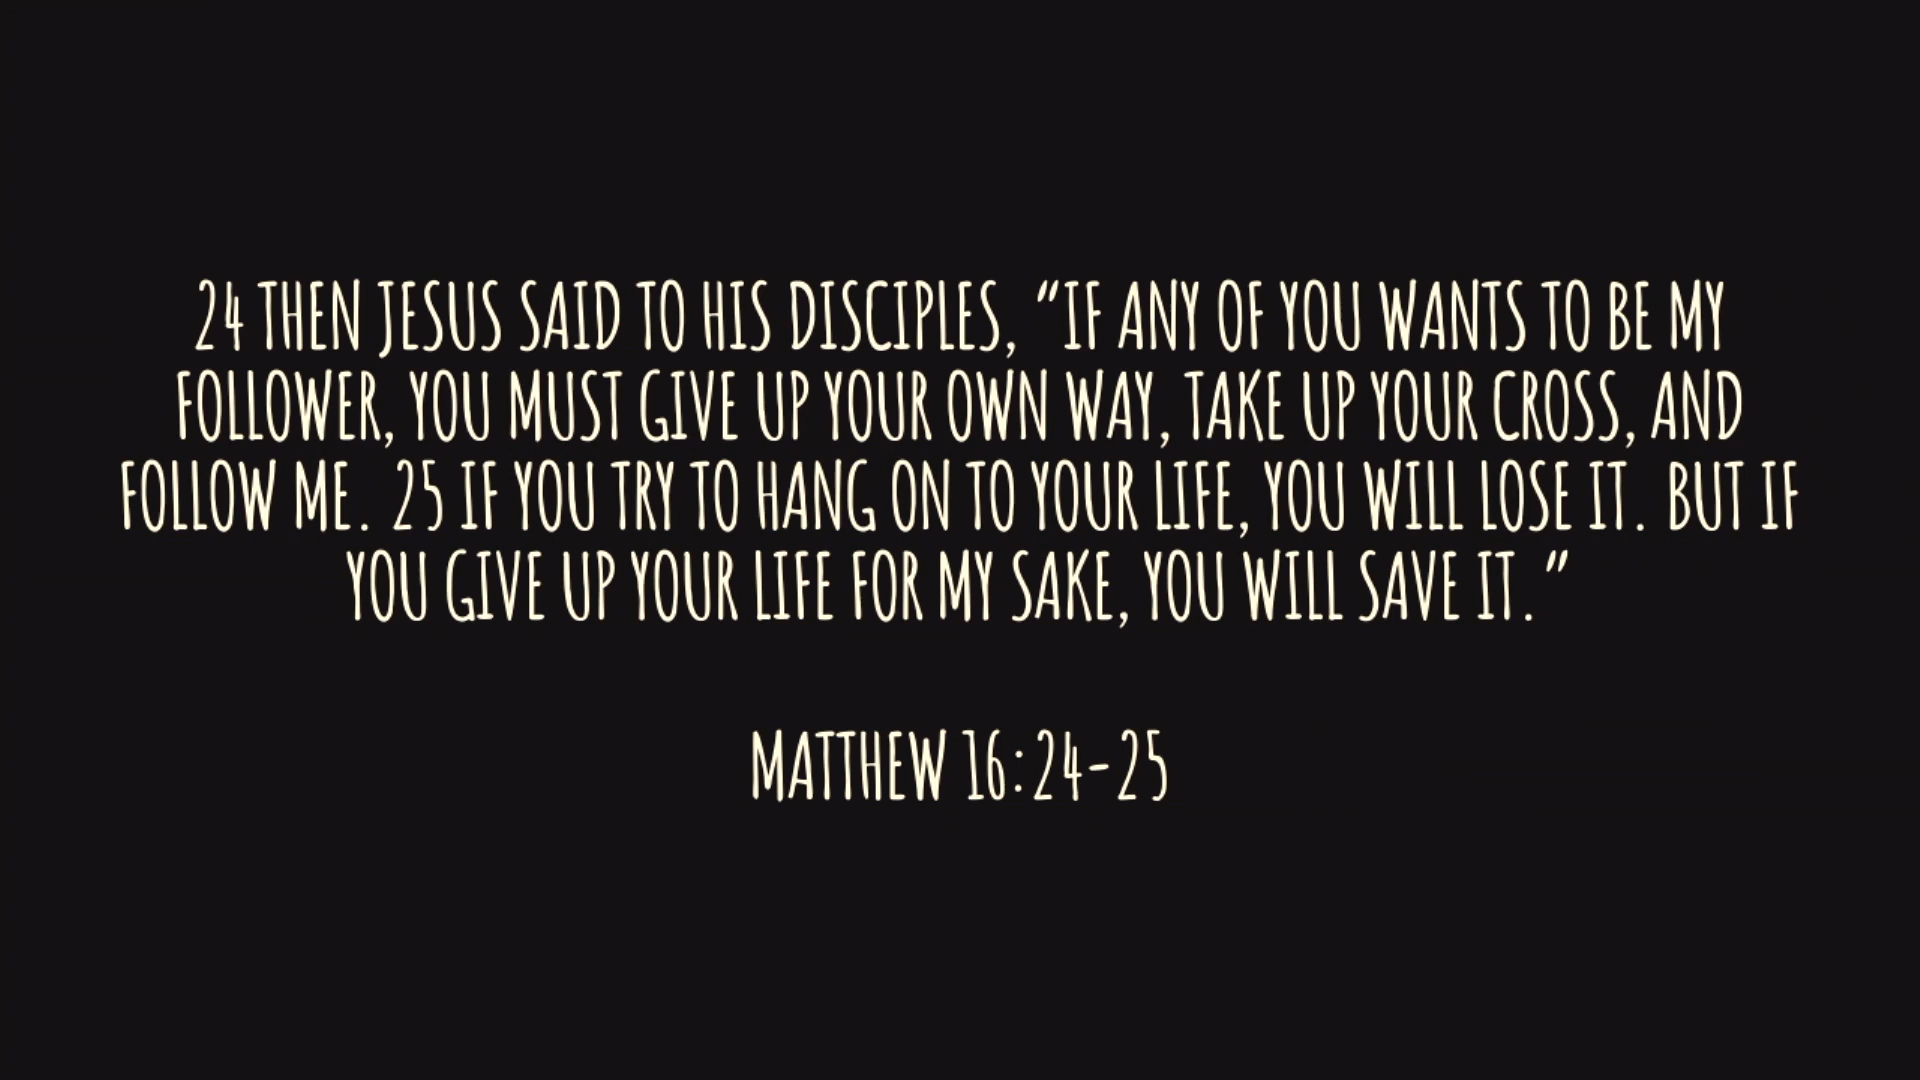 24 THEN JESUS SAID TO HIS DISCIPLES, “IF ANY OF YOU WANTS TO BE MY
FOLLOWER, YOU MUST GIVE UP YOUR OWN WAY, TAKE UP YOUR CROSS, AND
FOLLOW ME. 25 IF YOU TRY TO HANG ON TO YOUR LIFE, YOU WILL LOSE IT. BUT IF
YOU GIVE UP YOUR LIFE FOR MY SAKE, YOU WILL SAVE IT.”
MATTHEW 16:24-25